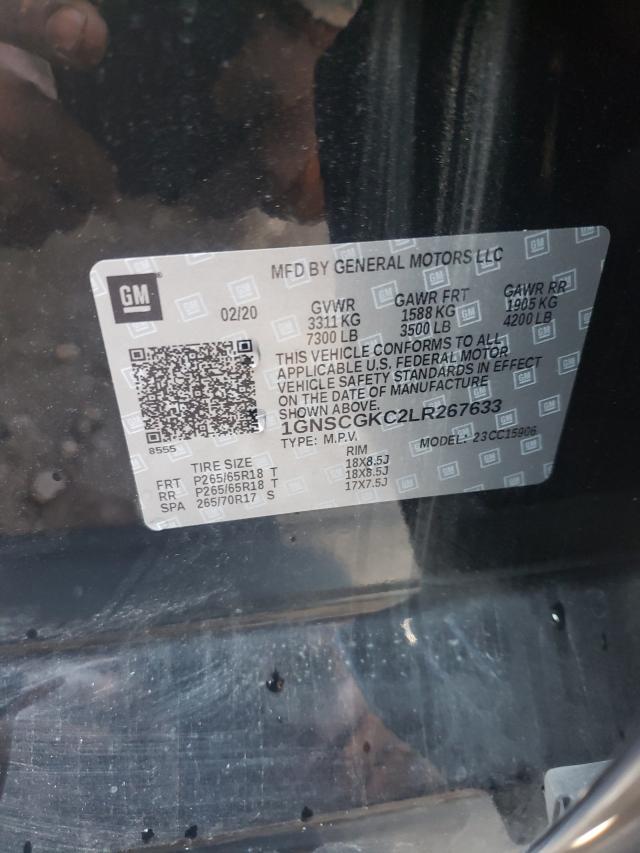 GM
MFD BY GENERAL MOTORS LLC
02/20
GVWR GAWR FRT GAWR RR
3311 KG 1588 KG 1905 KG
7300 LB 3500 LB 4200 LB
THIS VEHICLE CONFORMS TO ALL
APPLICABLE U.S. FEDERAL MOTOR
VEHICLE SAFETY STANDARDS IN EFFECT
ON THE DATE OF MANUFACTURE
SHOWN ABOVE.
1GNSCGKC2LR267633
8555
TYPE: M.P.V. MODEL: 23CC15906
TIRE SIZE RIM
FRT P265/65R18 T 18X8.5J
RR P265/65R18 T 18X8.5J
SPA 265/70R17 S 17X7.5J